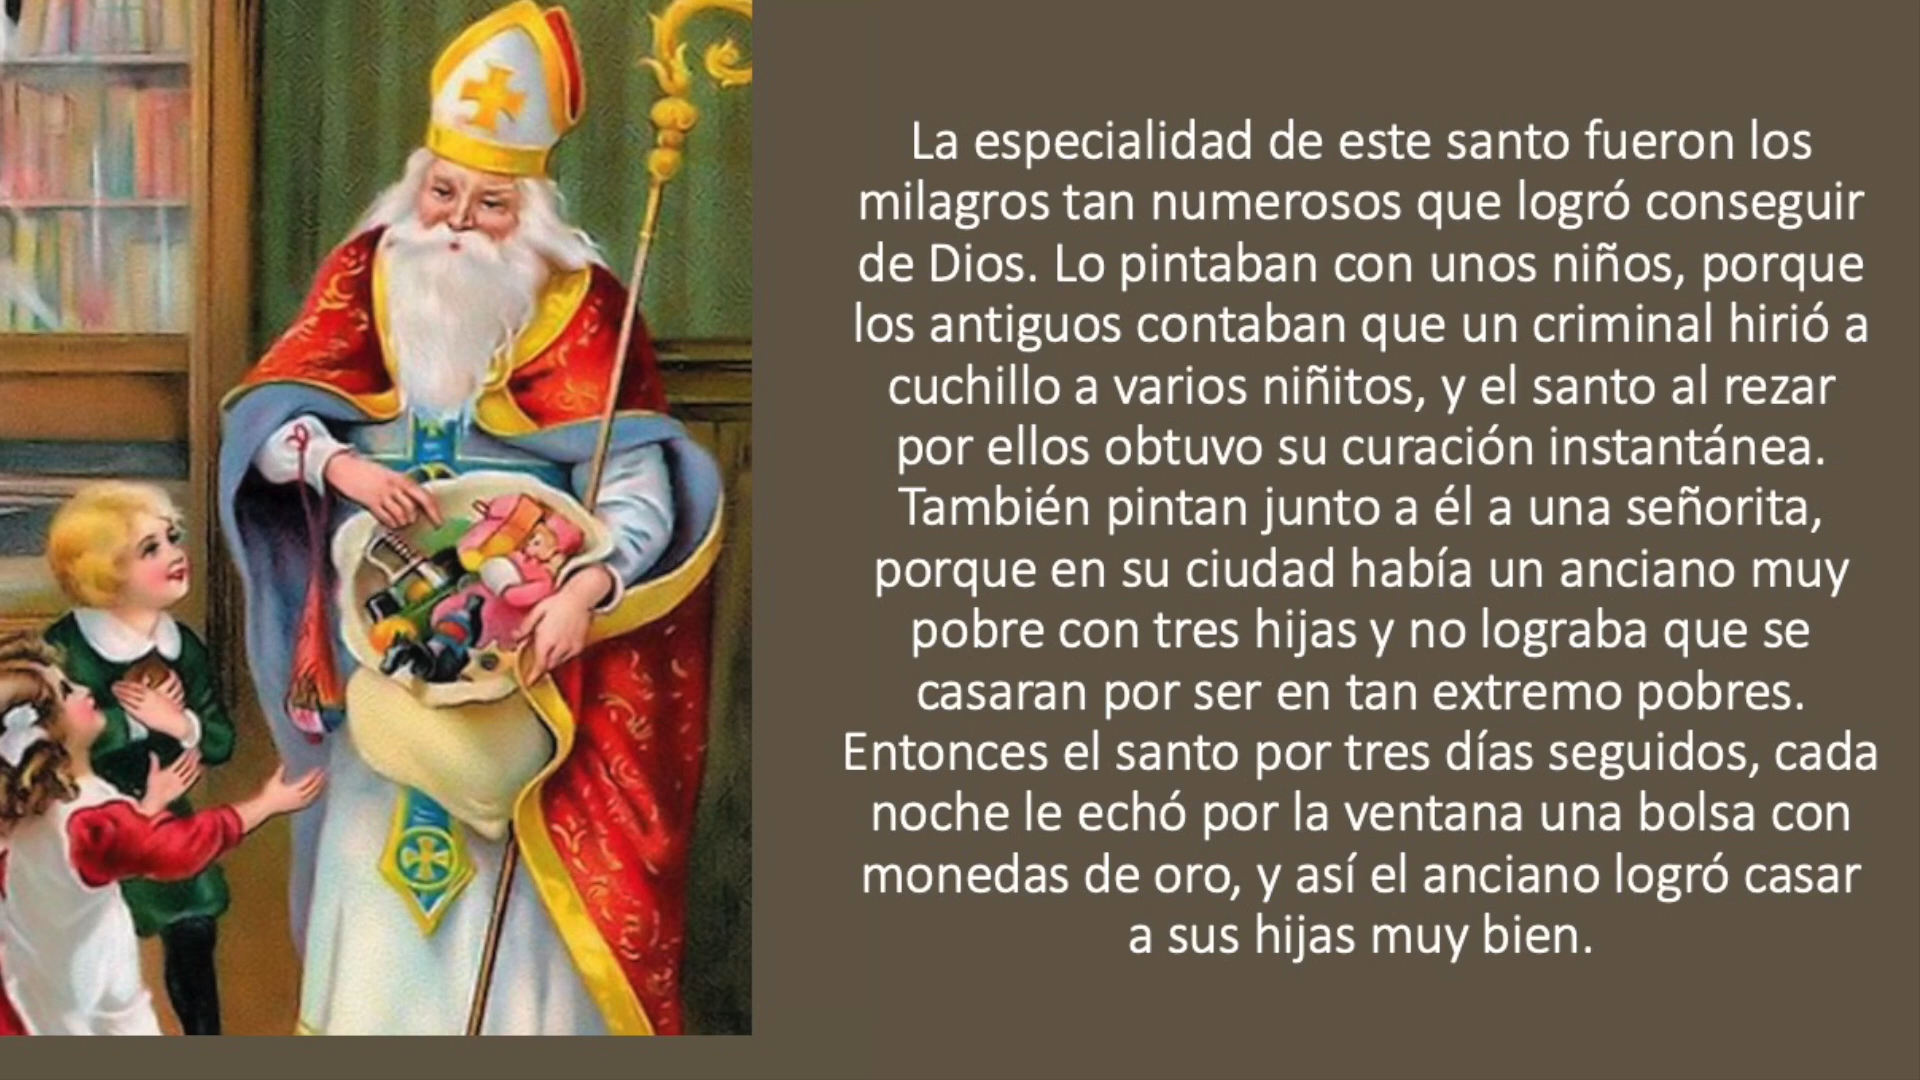 La especialidad de este santo fueron los
milagros tan numerosos que logró conseguir
de Dios. Lo pintaban con unos niños, porque
los antiguos contaban que un criminal hirió a
cuchillo a varios niñitos, y el santo al rezar
por ellos obtuvo su curación instantánea.
También pintan junto a él a una señorita,
porque en su ciudad había un anciano muy
pobre con tres hijas y no lograba que se
casaran por ser en tan extremo pobres.
Entonces el santo por tres días seguidos, cada
noche le echó por la ventana una bolsa con
monedas de oro, y así el anciano logró casar
a sus hijas muy bien.